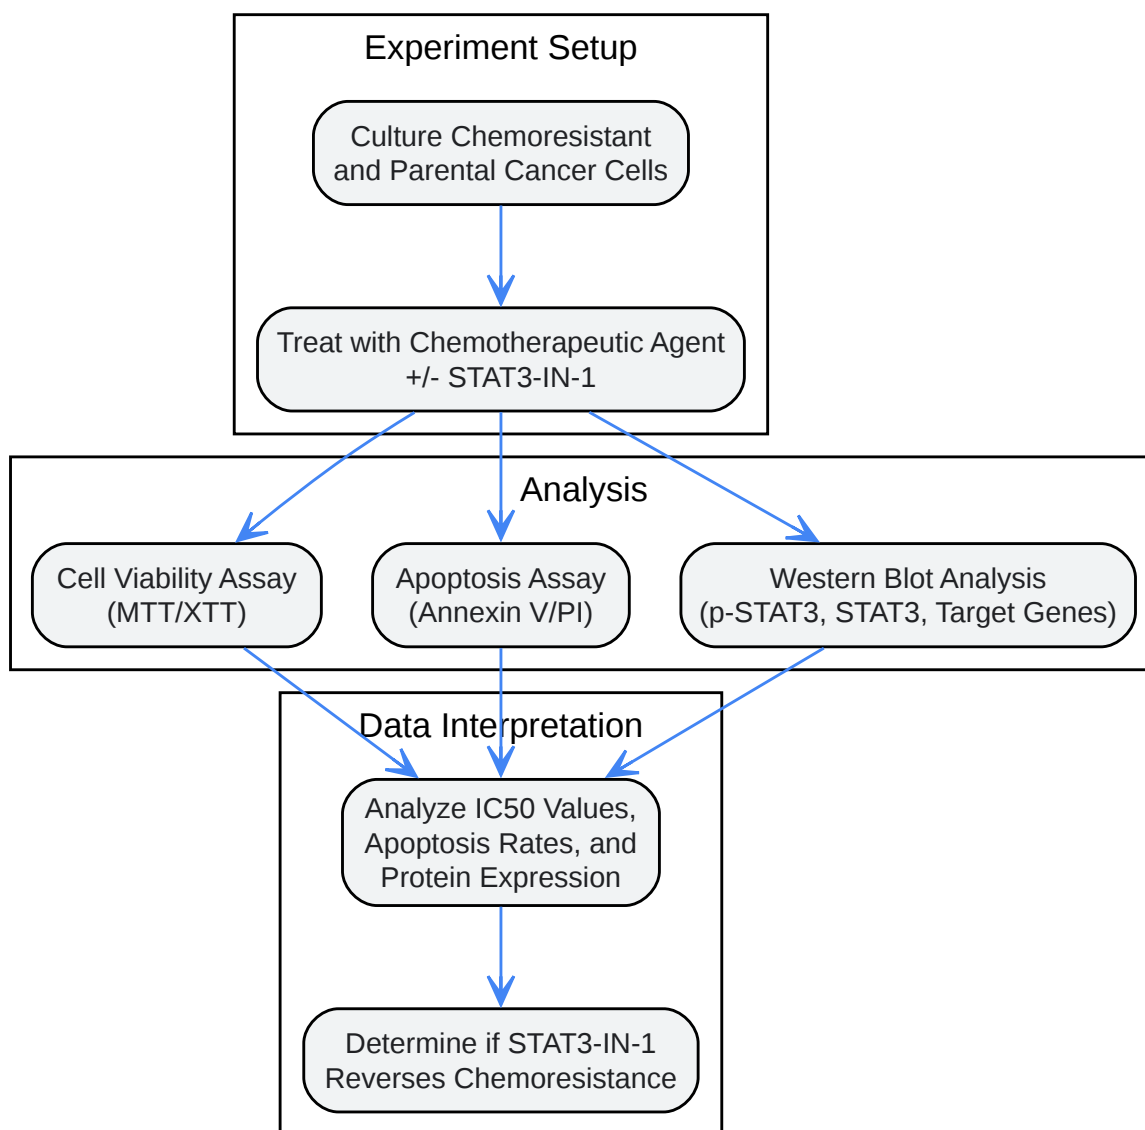 Experiment Setup
Culture Chemoresistant
and Parental Cancer Cells
Treat with Chemotherapeutic Agent
+/- STAT3-IN-1
Analysis
Cell Viability Assay
(MTT/XTT)
Apoptosis Assay
(Annexin V/PI)
Western Blot Analysis
(p-STAT3, STAT3, Target Genes)
Data Interpretation
Analyze IC50 Values,
Apoptosis Rates, and
Protein Expression
Determine if STAT3-IN-1
Reverses Chemoresistance